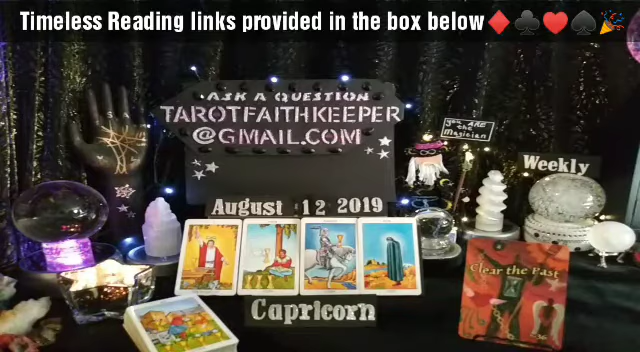 Timeless Reading links provided in the box below♦️♣️♥️♠️🎉
ASK A QUESTION
TAROTFAITHKEEPER
@GMAIL.COM
you ARE
the
Magician
Weekly
August 12 2019
Clear the Past
Capricorn
36